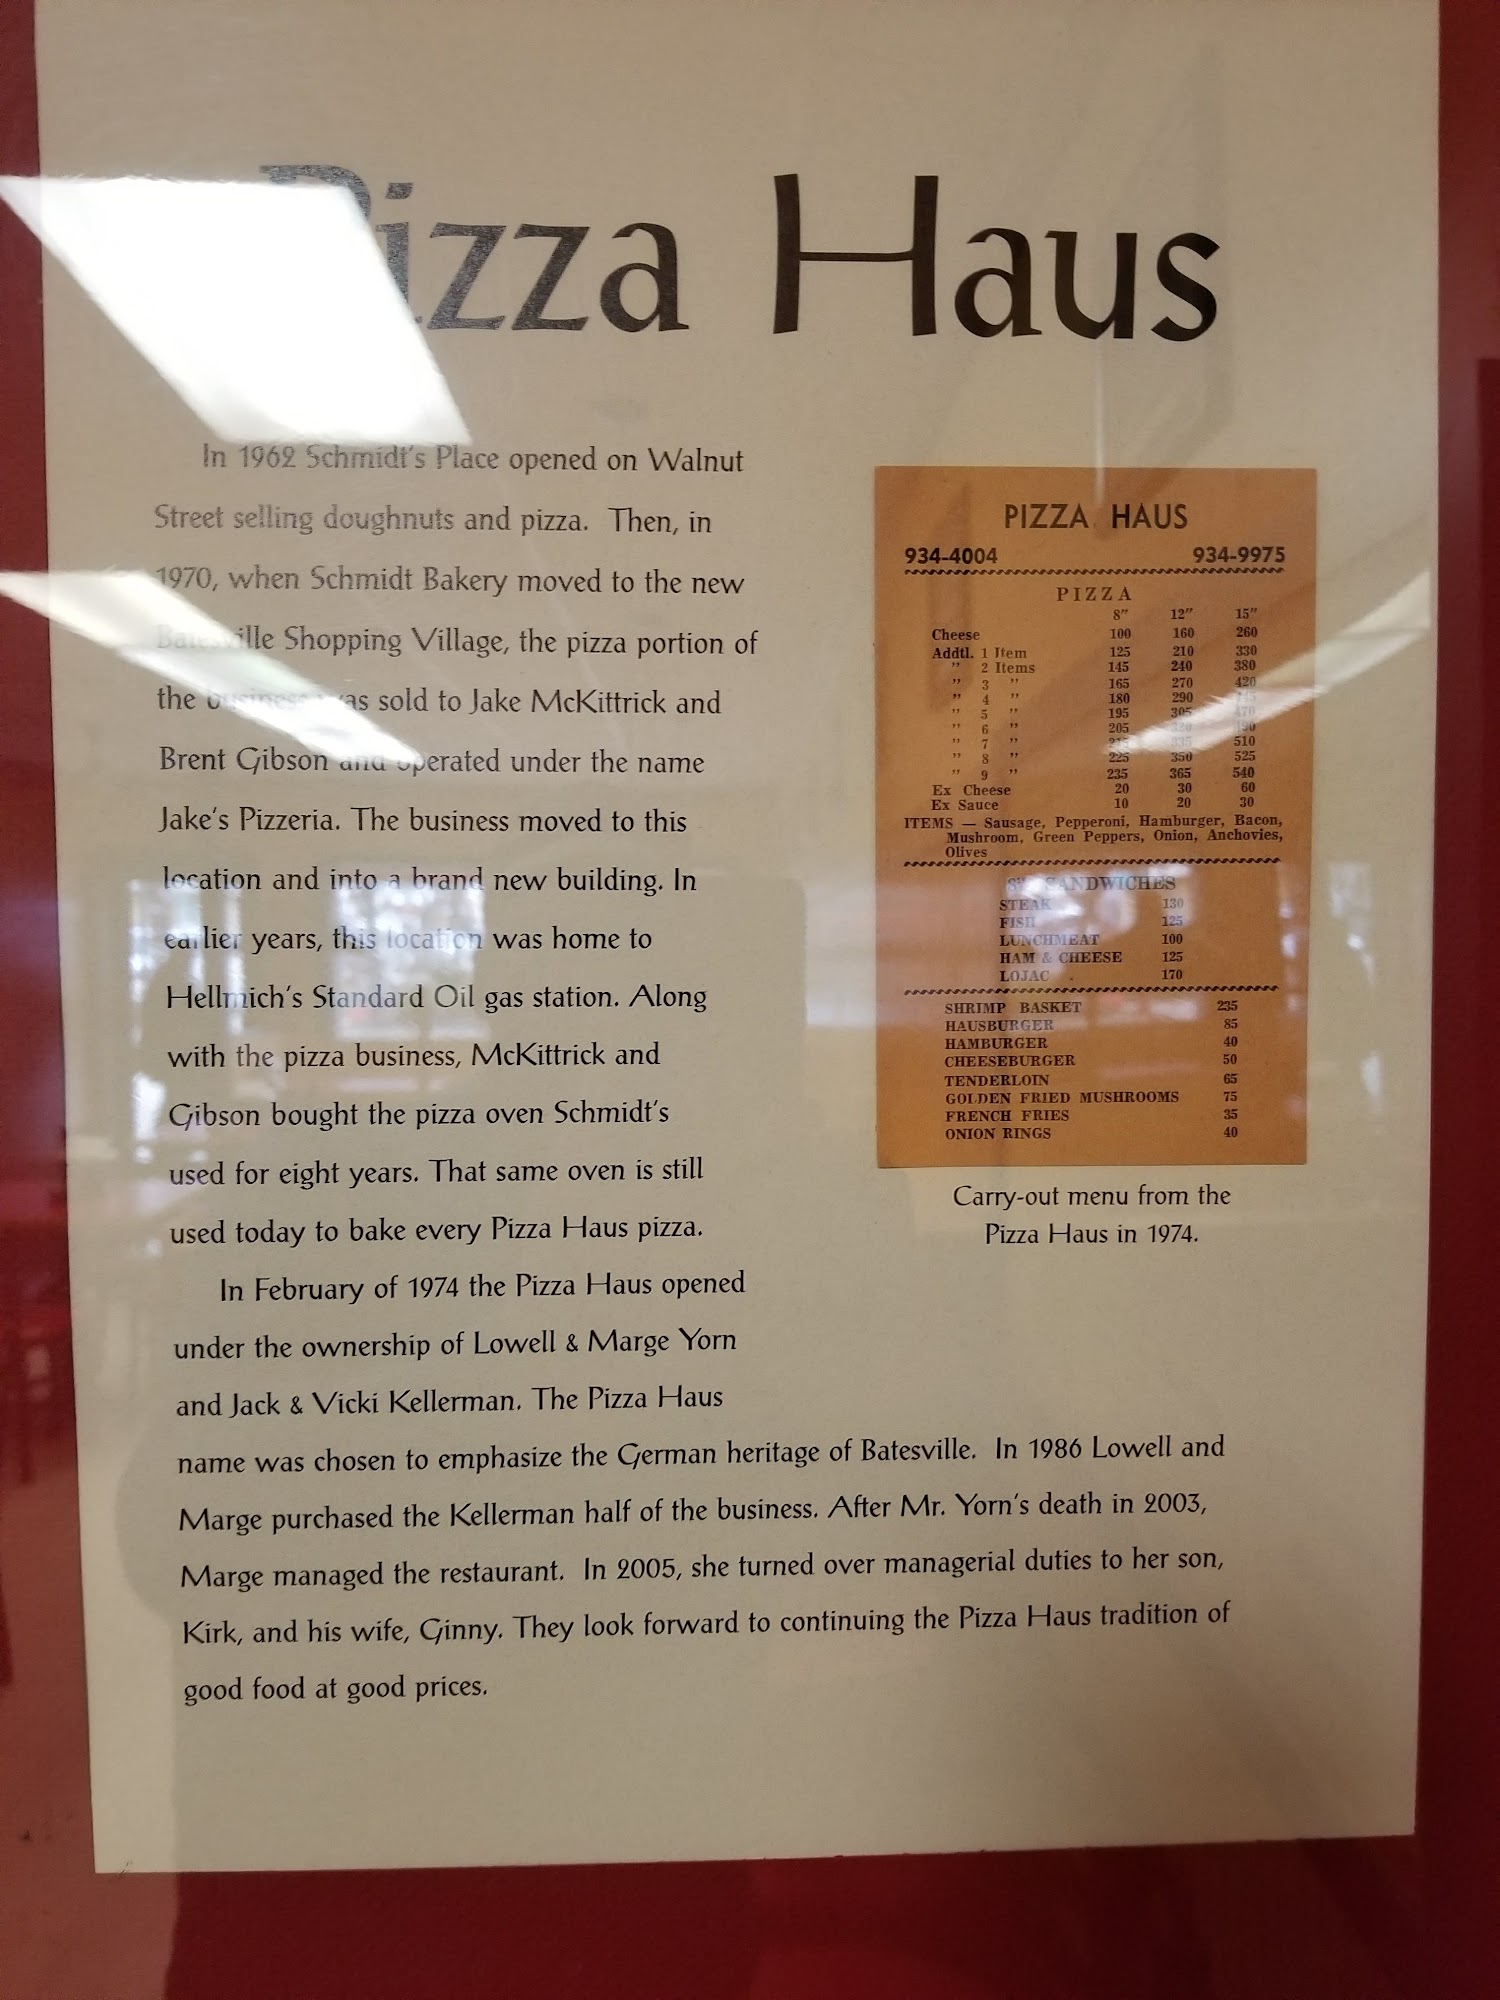 Pizza Haus
In 1962 Schmidt's Place opened on Walnut
Street selling doughnuts and pizza. Then, in
1970, when Schmidt Bakery moved to the new
Batesville Shopping Village, the pizza portion of
the business was sold to Jake McKittrick and
Brent Gibson and operated under the name
Jake's Pizzeria. The business moved to this
location and into a brand new building. In
earlier years, this location was home to
Hellmich's Standard Oil gas station. Along
with the pizza business, McKittrick and
Gibson bought the pizza oven Schmidt's
used for eight years. That same oven is still
used today to bake every Pizza Haus pizza.
In February of 1974 the Pizza Haus opened
under the ownership of Lowell & Marge Yorn
and Jack & Vicki Kellerman. The Pizza Haus
name was chosen to emphasize the German heritage of Batesville. In 1986 Lowell and
Marge purchased the Kellerman half of the business. After Mr. Yorn's death in 2003,
Marge managed the restaurant. In 2005, she turned over managerial duties to her son,
Kirk, and his wife, Ginny. They look forward to continuing the Pizza Haus tradition of
good food at good prices.
PIZZA HAUS
934-4004 934-9975
PIZZA
8" 12" 15"
Cheese 100 160 260
Addtl. 1 Item 125 210 330
" 2 Items 145 240 380
" 3 " 165 270 420
" 4 " 180 290
" 5 " 195 305
" 6 " 205
" 7 " 510
" 8 " 225 350 525
" 9 " 235 365 540
Ex Cheese 20 30 60
Ex Sauce 10 20 30
ITEMS — Sausage, Pepperoni, Hamburger, Bacon,
Mushroom, Green Peppers, Onion, Anchovies,
Olives
8" SANDWICHES
STEAK 130
FISH 125
LUNCHMEAT 100
HAM & CHEESE 125
LOJAC 170
SHRIMP BASKET 235
HAUSBURGER 85
HAMBURGER 40
CHEESEBURGER 50
TENDERLOIN 65
GOLDEN FRIED MUSHROOMS 75
FRENCH FRIES 35
ONION RINGS 40
Carry-out menu from the
Pizza Haus in 1974.